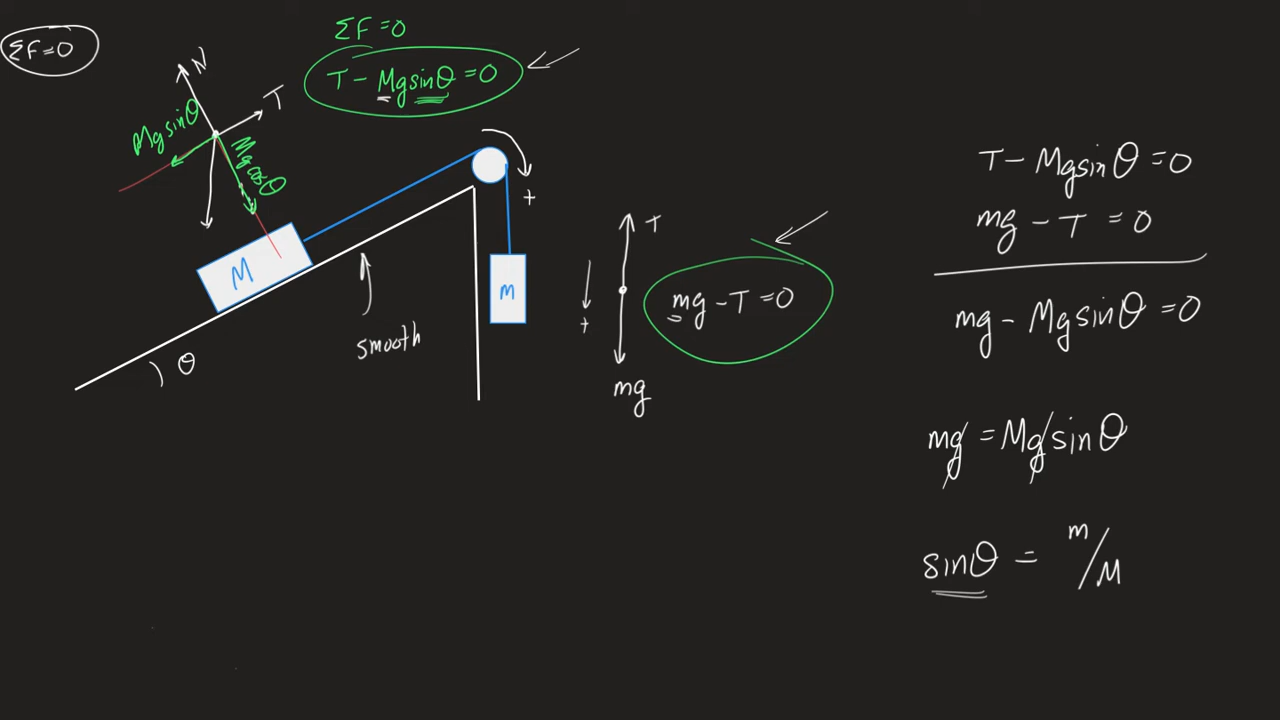 ΣF=0
ΣF=0
T - Mgsinθ = 0
N
T
Mgsinθ
Mgcosθ
M
θ
smooth
+
m
+
T
mg - T = 0
mg
T - Mgsinθ = 0
mg - T = 0
mg - Mgsinθ = 0
mg = Mgsinθ
sinθ = m/M